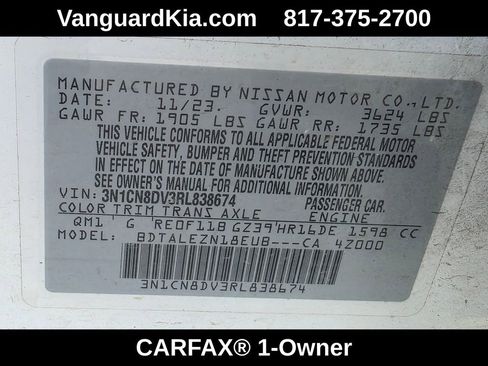 VanguardKia.com 817-375-2700
MANUFACTURED BY NISSAN MOTOR CO., LTD.
DATE: 11/23. GVWR: 3624 LBS
GAWR FR: 1905 LBS GAWR RR: 1735 LBS
THIS VEHICLE CONFORMS TO ALL APPLICABLE FEDERAL MOTOR
VEHICLE SAFETY, BUMPER AND THEFT PREVENTION STANDARDS
IN EFFECT ON THE DATE OF MANUFACTURE SHOWN ABOVE.
SEE OWNER'S MANUAL FOR ADDITIONAL INFORMATION.
VIN: 3N1CN8DV3RL838674 PASSENGER CAR
COLOR TRIM TRANS AXLE ENGINE
QM1 G RE0F11B GZ39 HR16DE 1598 CC
MODEL: BDTALEZN18EUB---CA 4Z000
3N1CN8DV3RL838674
CARFAX® 1-Owner